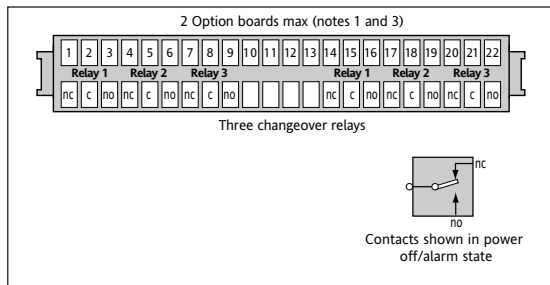 2 Option boards max (notes 1 and 3)
1 2 3 4 5 6 7 8 9 10 11 12 13 14 15 16 17 18 19 20 21 22
Relay 1 Relay 2 Relay 3 Relay 1 Relay 2 Relay 3
nc c no nc c no nc c no nc c no nc c no nc c no
Three changeover relays
nc
no
Contacts shown in power
off/alarm state